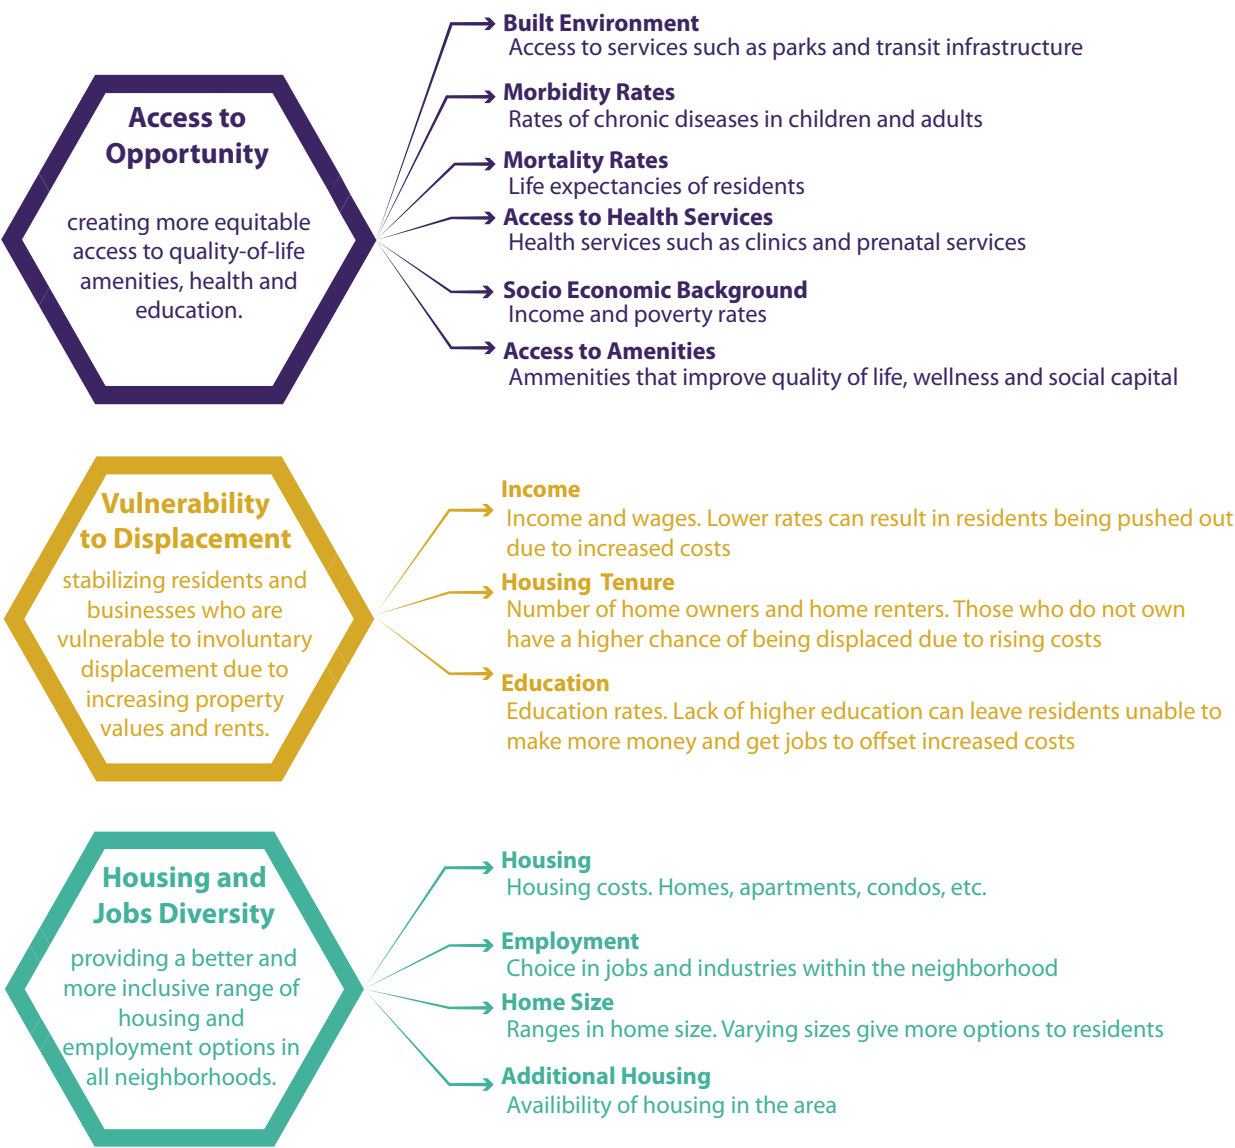 Access to
Opportunity
creating more equitable
access to quality-of-life
amenities, health and
education.
Built Environment
Access to services such as parks and transit infrastructure
Morbidity Rates
Rates of chronic diseases in children and adults
Mortality Rates
Life expectancies of residents
Access to Health Services
Health services such as clinics and prenatal services
Socio Economic Background
Income and poverty rates
Access to Amenities
Ammenities that improve quality of life, wellness and social capital
Vulnerability
to Displacement
stabilizing residents and
businesses who are
vulnerable to involuntary
displacement due to
increasing property
values and rents.
Income
Income and wages. Lower rates can result in residents being pushed out
due to increased costs
Housing Tenure
Number of home owners and home renters. Those who do not own
have a higher chance of being displaced due to rising costs
Education
Education rates. Lack of higher education can leave residents unable to
make more money and get jobs to offset increased costs
Housing and
Jobs Diversity
providing a better and
more inclusive range of
housing and
employment options in
all neighborhoods.
Housing
Housing costs. Homes, apartments, condos, etc.
Employment
Choice in jobs and industries within the neighborhood
Home Size
Ranges in home size. Varying sizes give more options to residents
Additional Housing
Availibility of housing in the area